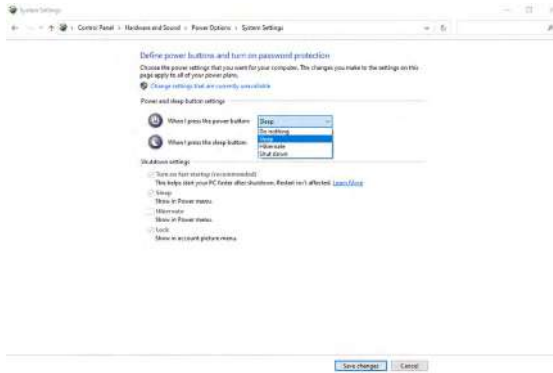 System Settings
Control Panel > Hardware and Sound > Power Options > System Settings
Define power buttons and turn on password protection
Choose the power settings that you want for your computer. The changes you make to the settings on this
page apply to all of your power plans.
Change settings that are currently unavailable
Power and sleep button settings
When I press the power button: Sleep
Do nothing
Sleep
When I press the sleep button:
Hibernate
Shut down
Shutdown settings
Turn on fast startup (recommended)
This helps start your PC faster after shutdown. Restart isn't affected. Learn More
Sleep
Show in Power menu.
Hibernate
Show in Power menu.
Lock
Show in account picture menu.
Save changes Cancel